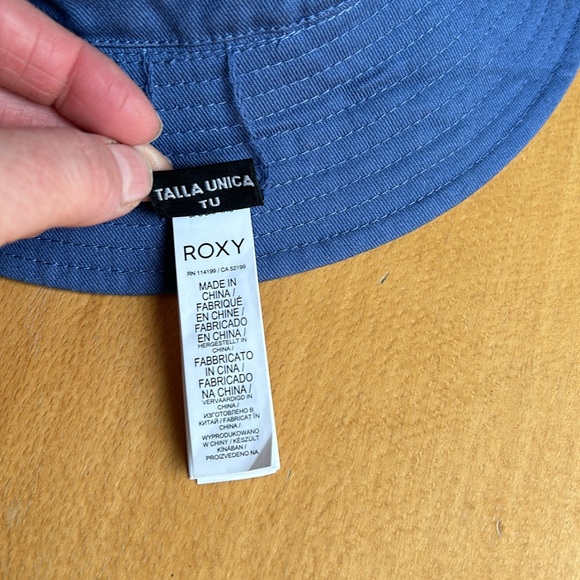 TALLA UNICA
TU
ROXY
RN 114199 / CA 52199
MADE IN
CHINA /
FABRIQUÉ
EN CHINE /
FABRICADO
EN CHINA /
HERGESTELLT IN
CHINA /
FABBRICATO
IN CINA /
FABRICADO
NA CHINA /
VERVAARDIGD IN
CHINA /
ИЗГОТОВЛЕНО В
КИТАЙ / FABRICAT ÎN
CHINA /
WYPRODUKOWANO
W CHINY / KÉSZÜLT
KÍNÁBAN /
PROIZVEDENO NA